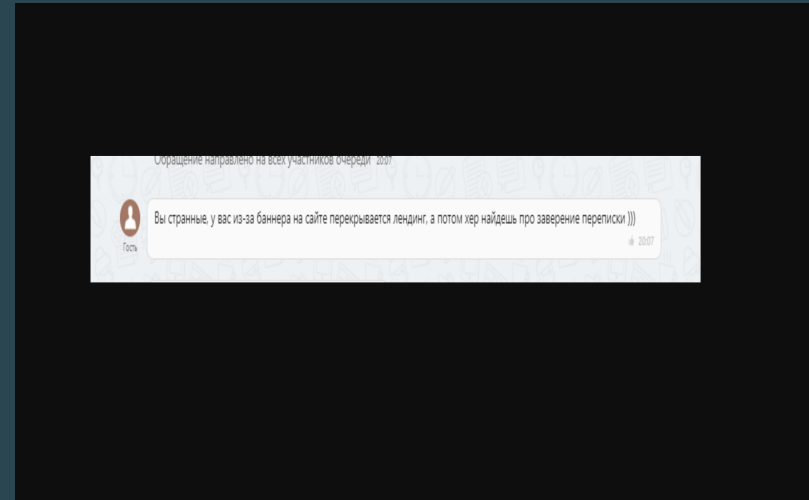 Обращение направлено на всех участников очереди 20:07
Вы странные, у вас из-за баннера на сайте перекрывается лендинг, а потом хер найдешь про заверение переписки )))
20:07
Гость